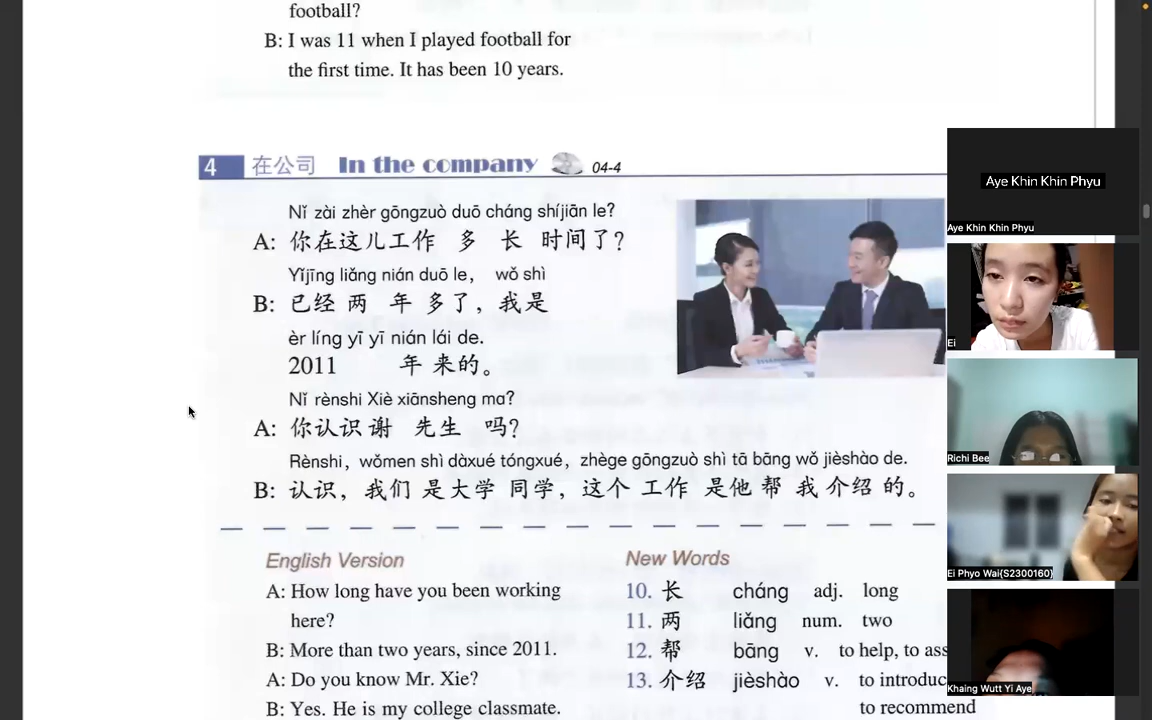 football?
B: I was 11 when I played football for
the first time. It has been 10 years.
4 在公司 In the company 04-4
Nǐ zài zhèr gōngzuò duō cháng shíjiān le?
A: 你在这儿工作 多 长 时间了?
Yǐjīng liǎng nián duō le, wǒ shì
B: 已经 两 年 多了, 我是
èr líng yī yī nián lái de.
2011 年 来的。
Nǐ rènshi Xiè xiānsheng ma?
A: 你认识谢 先生 吗?
Rènshi, wǒmen shì dàxué tóngxué, zhège gōngzuò shì tā bāng wǒ jièshào de.
B: 认识, 我们 是大学 同学, 这个 工作 是他 帮 我 介绍 的。
English Version
A: How long have you been working
here?
B: More than two years, since 2011.
A: Do you know Mr. Xie?
B: Yes. He is my college classmate.
New Words
10. 长 cháng adj. long
11. 两 liǎng num. two
12. 帮 bāng v. to help, to ass
13. 介绍 jièshào v. to introduc
to recommend
Aye Khin Khin Phyu
Aye Khin Khin Phyu
Ei
Richi Bee
Ei Phyo Wai(S2300160)
Khaing Wutt Yi Aye